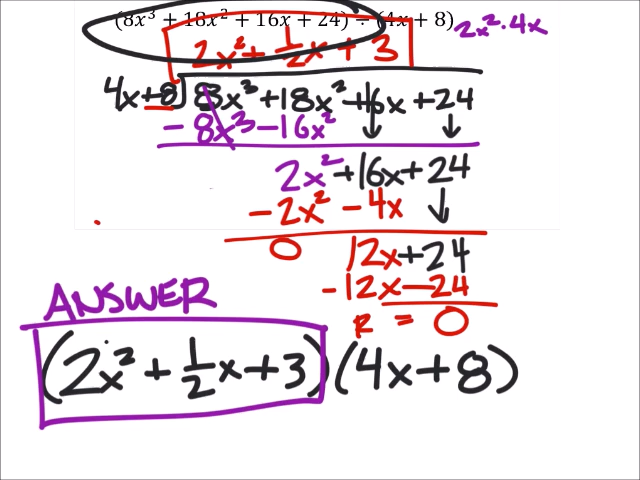 (8x³ + 18x² + 16x + 24) ÷ (4x + 8) 2x²·4x
2x² + 1/2x + 3
4x+8)8x³+18x²+16x+24
- 8x³-16x²
2x²+16x+24
-2x² - 4x
0 12x+24
-12x-24
R = 0
ANSWER
(2x² + 1/2x+3)(4x+8)